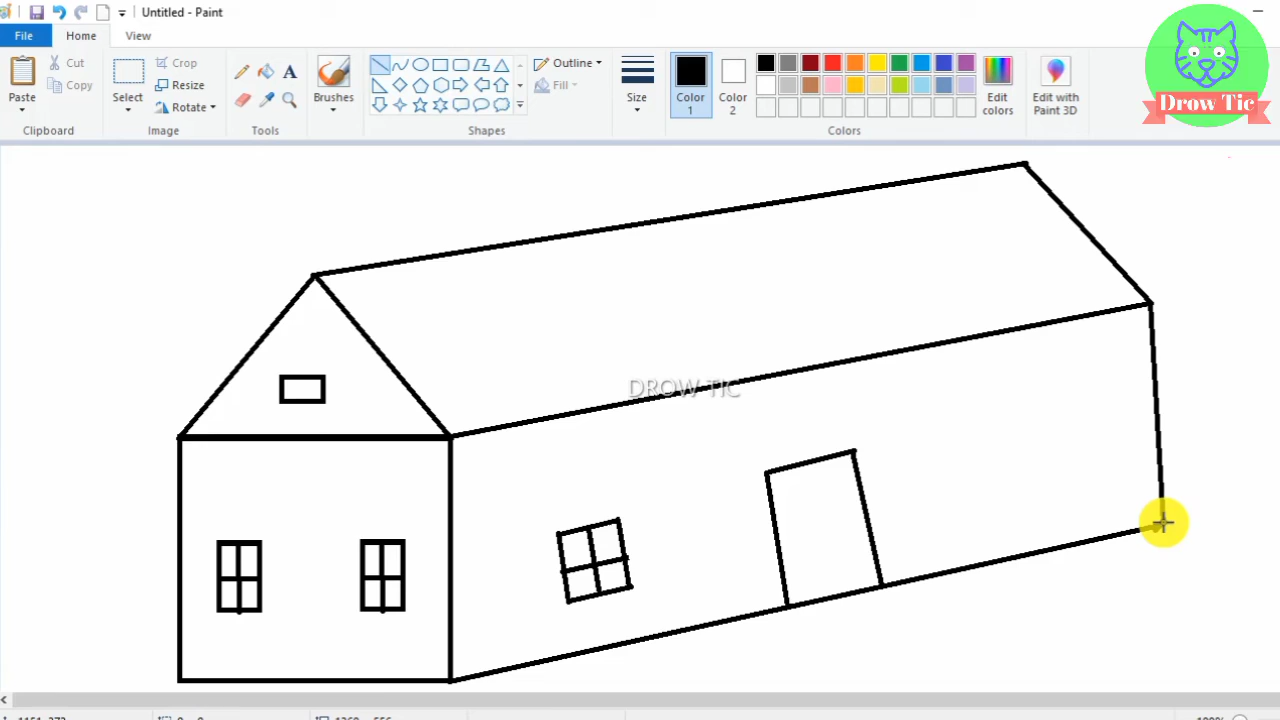 Untitled - Paint
File Home View
Cut
Copy
Paste
Clipboard
Select
Crop
Resize
Rotate
Image
Tools
Brushes
Shapes
Outline
Fill
Size
Color 1
Color 2
Edit colors
Edit with Paint 3D
Colors
Drow Tic
DROW TIC
100%